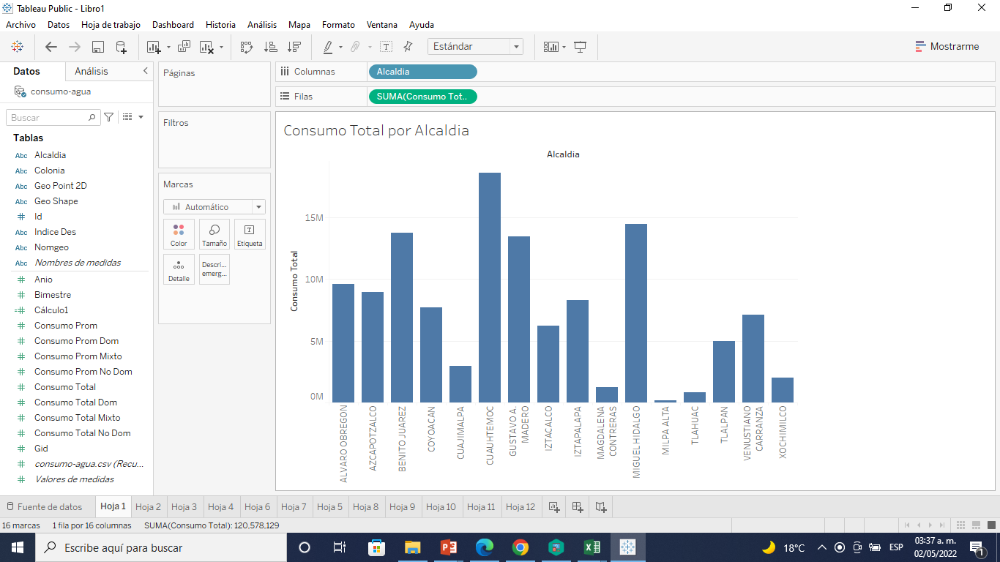 Tableau Public - Libro1
Archivo Datos Hoja de trabajo Dashboard Historia Análisis Mapa Formato Ventana Ayuda
Estándar
Mostrarme
Datos Análisis
consumo-agua
Buscar
Tablas
Abc Alcaldia
Abc Colonia
Abc Geo Point 2D
Abc Geo Shape
# Id
Abc Indice Des
Abc Nomgeo
Abc Nombres de medidas
# Anio
# Bimestre
=# Cálculo1
# Consumo Prom
# Consumo Prom Dom
# Consumo Prom Mixto
# Consumo Prom No Dom
# Consumo Total
# Consumo Total Dom
# Consumo Total Mixto
# Consumo Total No Dom
# Gid
# consumo-agua.csv (Recu...
# Valores de medidas
Páginas
Filtros
Marcas
Automático
Color Tamaño Etiqueta
Detalle
Descri...
emerg...
Columnas Alcaldia
Filas SUMA(Consumo Tot..
Consumo Total por Alcaldia
Alcaldia
Consumo Total
15M
10M
5M
0M
ALVARO OBREGON
AZCAPOTZALCO
BENITO JUAREZ
COYOACAN
CUAJIMALPA
CUAUHTEMOC
GUSTAVO A.
MADERO
IZTACALCO
IZTAPALAPA
MAGDALENA
CONTRERAS
MIGUEL HIDALGO
MILPA ALTA
TLAHUAC
TLALPAN
VENUSTIANO
CARRANZA
XOCHIMILCO
Fuente de datos Hoja 1 Hoja 2 Hoja 3 Hoja 4 Hoja 6 Hoja 7 Hoja 5 Hoja 8 Hoja 9 Hoja 10 Hoja 11 Hoja 12
16 marcas 1 fila por 16 columnas SUMA(Consumo Total): 120,578,129
Escribe aquí para buscar
18°C
ESP
03:37 a. m.
02/05/2022
1